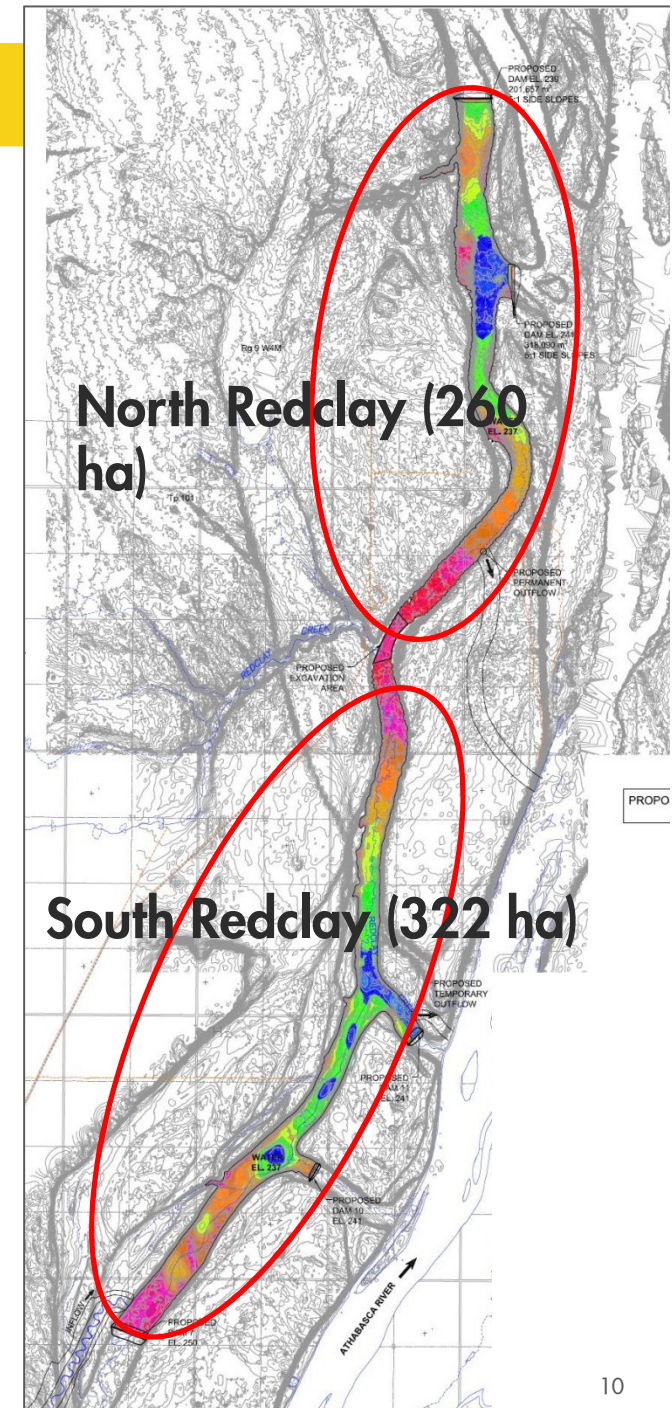 PROPOSED
DAM EL. 239
201,657 m³
5:1 SIDE SLOPES
Rg 9 W4M
PROPOSED
DAM EL. 241
318,090 m³
5:1 SIDE SLOPES
North Redclay (260
ha)
EL. 237
Tp 101
PROPOSED
PERMANENT
OUTFLOW
REDCLAY CREEK
PROPOSED
EXCAVATION
AREA
PROPO
South Redclay (322 ha)
PROPOSED
TEMPORARY
OUTFLOW
PROPOSED
DAM 11
EL. 241
WATER
EL. 237
PROPOSED
DAM 10
EL. 241
INFLOW
PROPOSED
EL. 250
ATHABASCA RIVER
10